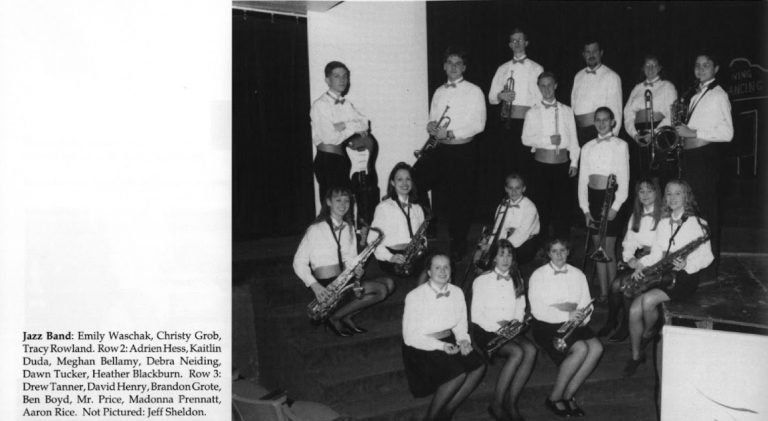 VING
ANCING
Jazz Band: Emily Waschak, Christy Grob,
Tracy Rowland. Row 2: Adrien Hess, Kaitlin
Duda, Meghan Bellamy, Debra Neiding,
Dawn Tucker, Heather Blackburn. Row 3:
Drew Tanner, David Henry, Brandon Grote,
Ben Boyd, Mr. Price, Madonna Prennatt,
Aaron Rice. Not Pictured: Jeff Sheldon.